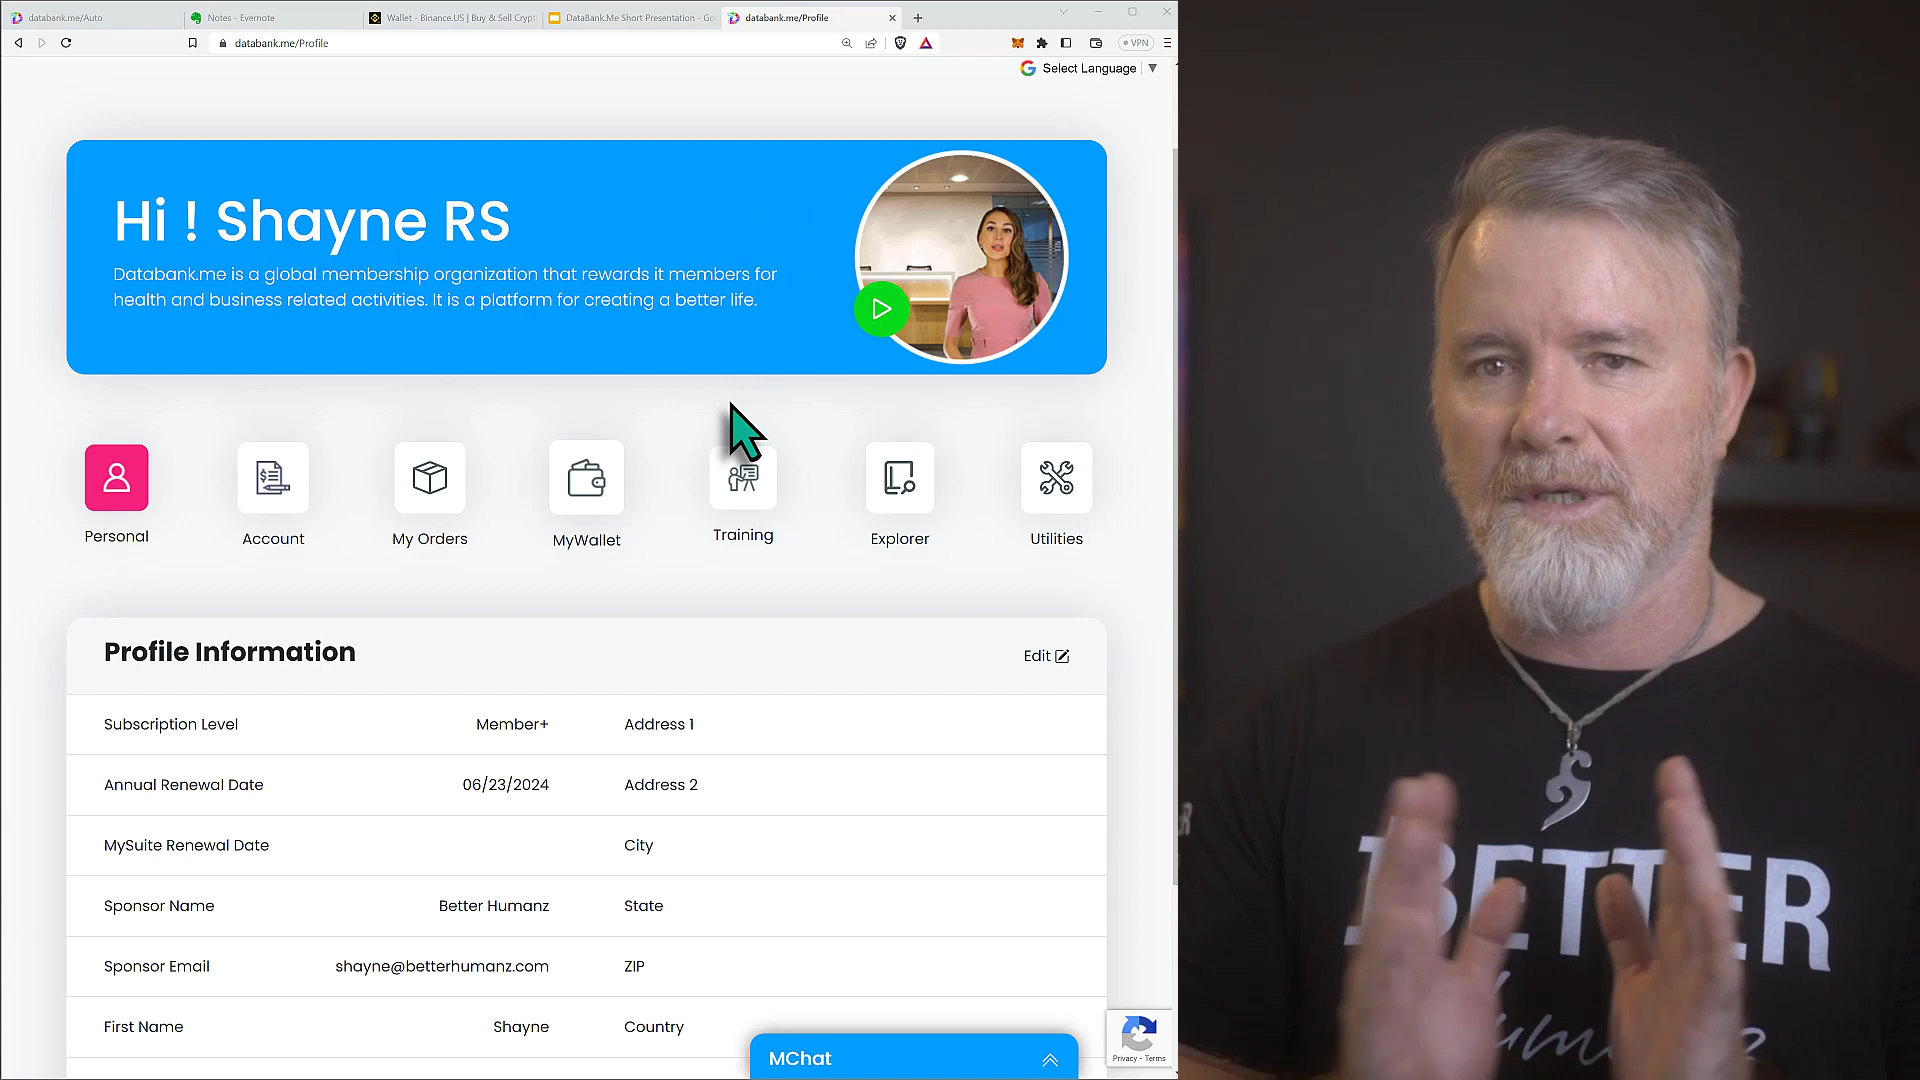 databank.me/Auto
Notes - Evernote
Wallet - Binance.US | Buy & Sell Crypt
DataBank.Me Short Presentation - Go
databank.me/Profile
databank.me/Profile
VPN
Select Language
Hi ! Shayne RS
Databank.me is a global membership organization that rewards it members for
health and business related activities. It is a platform for creating a better life.
Personal
Account
My Orders
MyWallet
Training
Explorer
Utilities
Profile Information
Edit
Subscription Level Member+ Address 1
Annual Renewal Date 06/23/2024 Address 2
MySuite Renewal Date City
Sponsor Name Better Humanz State
Sponsor Email shayne@betterhumanz.com ZIP
First Name Shayne Country
MChat
Privacy - Terms
BETTER